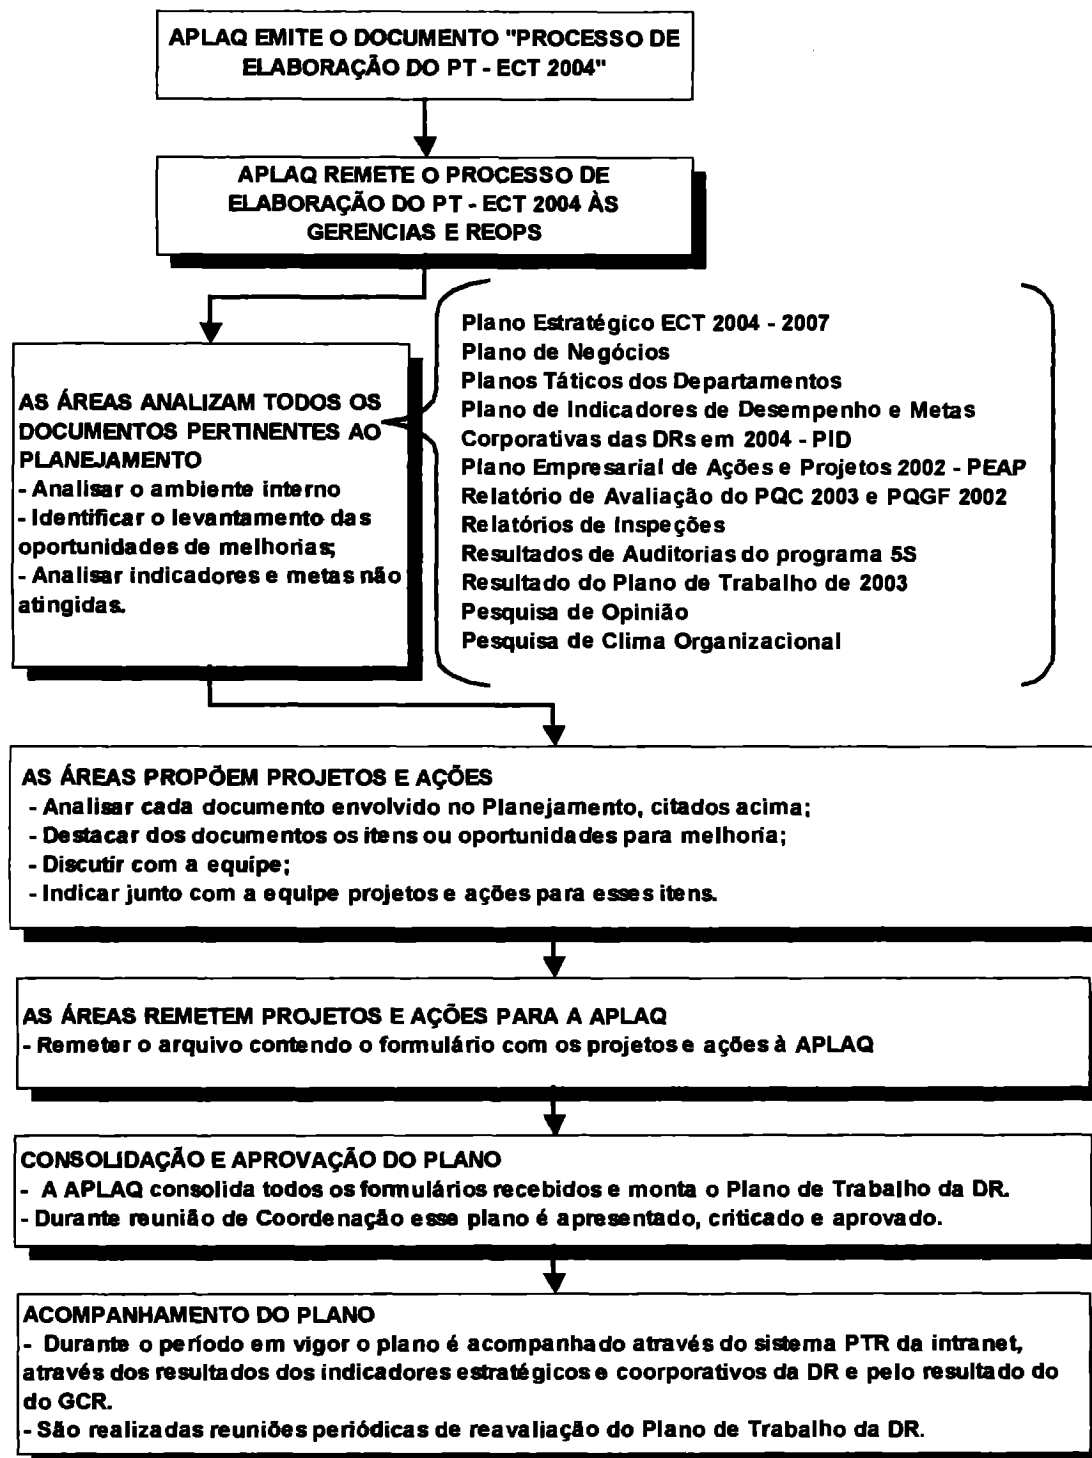 APLAQ EMITE O DOCUMENTO "PROCESSO DE
ELABORAÇÃO DO PT - ECT 2004"
APLAQ REMETE O PROCESSO DE
ELABORAÇÃO DO PT - ECT 2004 ÀS
GERENCIAS E REOPS
AS ÁREAS ANALIZAM TODOS OS
DOCUMENTOS PERTINENTES AO
PLANEJAMENTO
- Analisar o ambiente interno
- Identificar o levantamento das
oportunidades de melhorias;
- Analisar indicadores e metas não
atingidas.
Plano Estratégico ECT 2004 - 2007
Plano de Negócios
Planos Táticos dos Departamentos
Plano de Indicadores de Desempenho e Metas
Corporativas das DRs em 2004 - PID
Plano Empresarial de Ações e Projetos 2002 - PEAP
Relatório de Avaliação do PQC 2003 e PQGF 2002
Relatórios de Inspeções
Resultados de Auditorias do programa 5S
Resultado do Plano de Trabalho de 2003
Pesquisa de Opinião
Pesquisa de Clima Organizacional
AS ÁREAS PROPÕEM PROJETOS E AÇÕES
- Analisar cada documento envolvido no Planejamento, citados acima;
- Destacar dos documentos os itens ou oportunidades para melhoria;
- Discutir com a equipe;
- Indicar junto com a equipe projetos e ações para esses itens.
AS ÁREAS REMETEM PROJETOS E AÇÕES PARA A APLAQ
- Remeter o arquivo contendo o formulário com os projetos e ações à APLAQ
CONSOLIDAÇÃO E APROVAÇÃO DO PLANO
- A APLAQ consolida todos os formulários recebidos e monta o Plano de Trabalho da DR.
- Durante reunião de Coordenação esse plano é apresentado, criticado e aprovado.
ACOMPANHAMENTO DO PLANO
- Durante o período em vigor o plano é acompanhado através do sistema PTR da intranet,
através dos resultados dos indicadores estratégicos e coorporativos da DR e pelo resultado do
do GCR.
- São realizadas reuniões periódicas de reavaliação do Plano de Trabalho da DR.